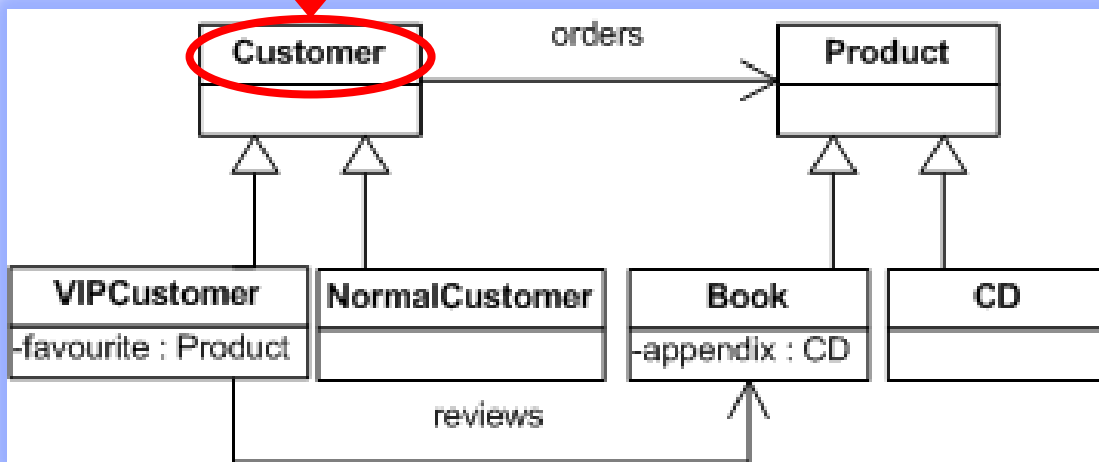 Customer
orders
Product
VIPCustomer
-favourite : Product
NormalCustomer
Book
-appendix : CD
CD
reviews